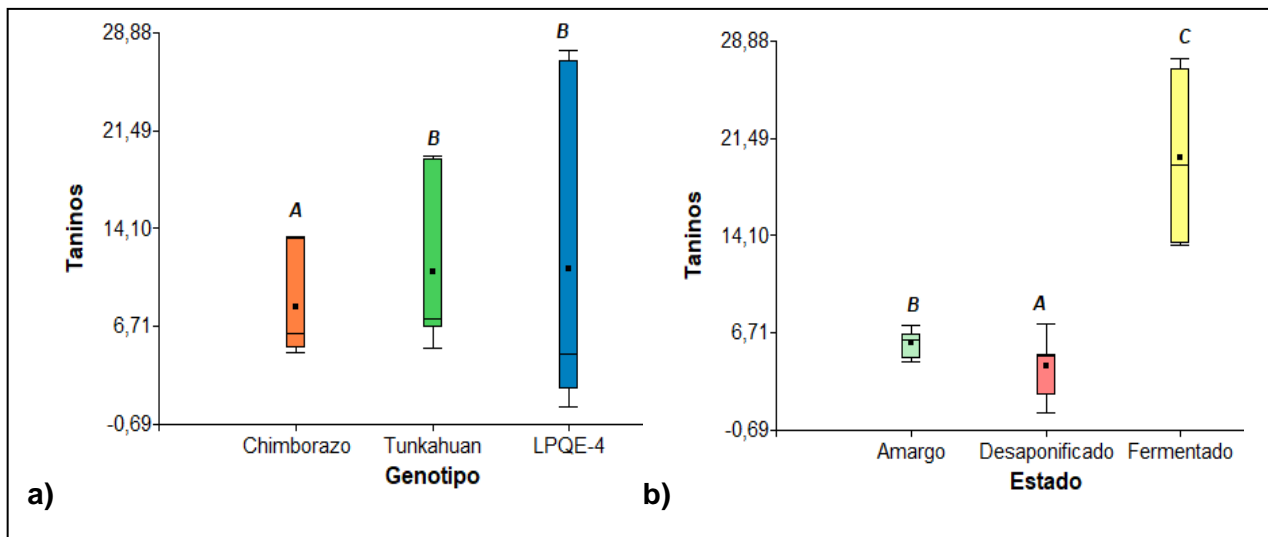 28,88
21,49
14,10
6,71
-0,69
Taninos
A
B
B
Chimborazo
Tunkahuan
LPQE-4
Genotipo
a)
28,88
21,49
14,10
6,71
-0,69
Taninos
B
A
C
Amargo
Desaponificado
Fermentado
Estado
b)